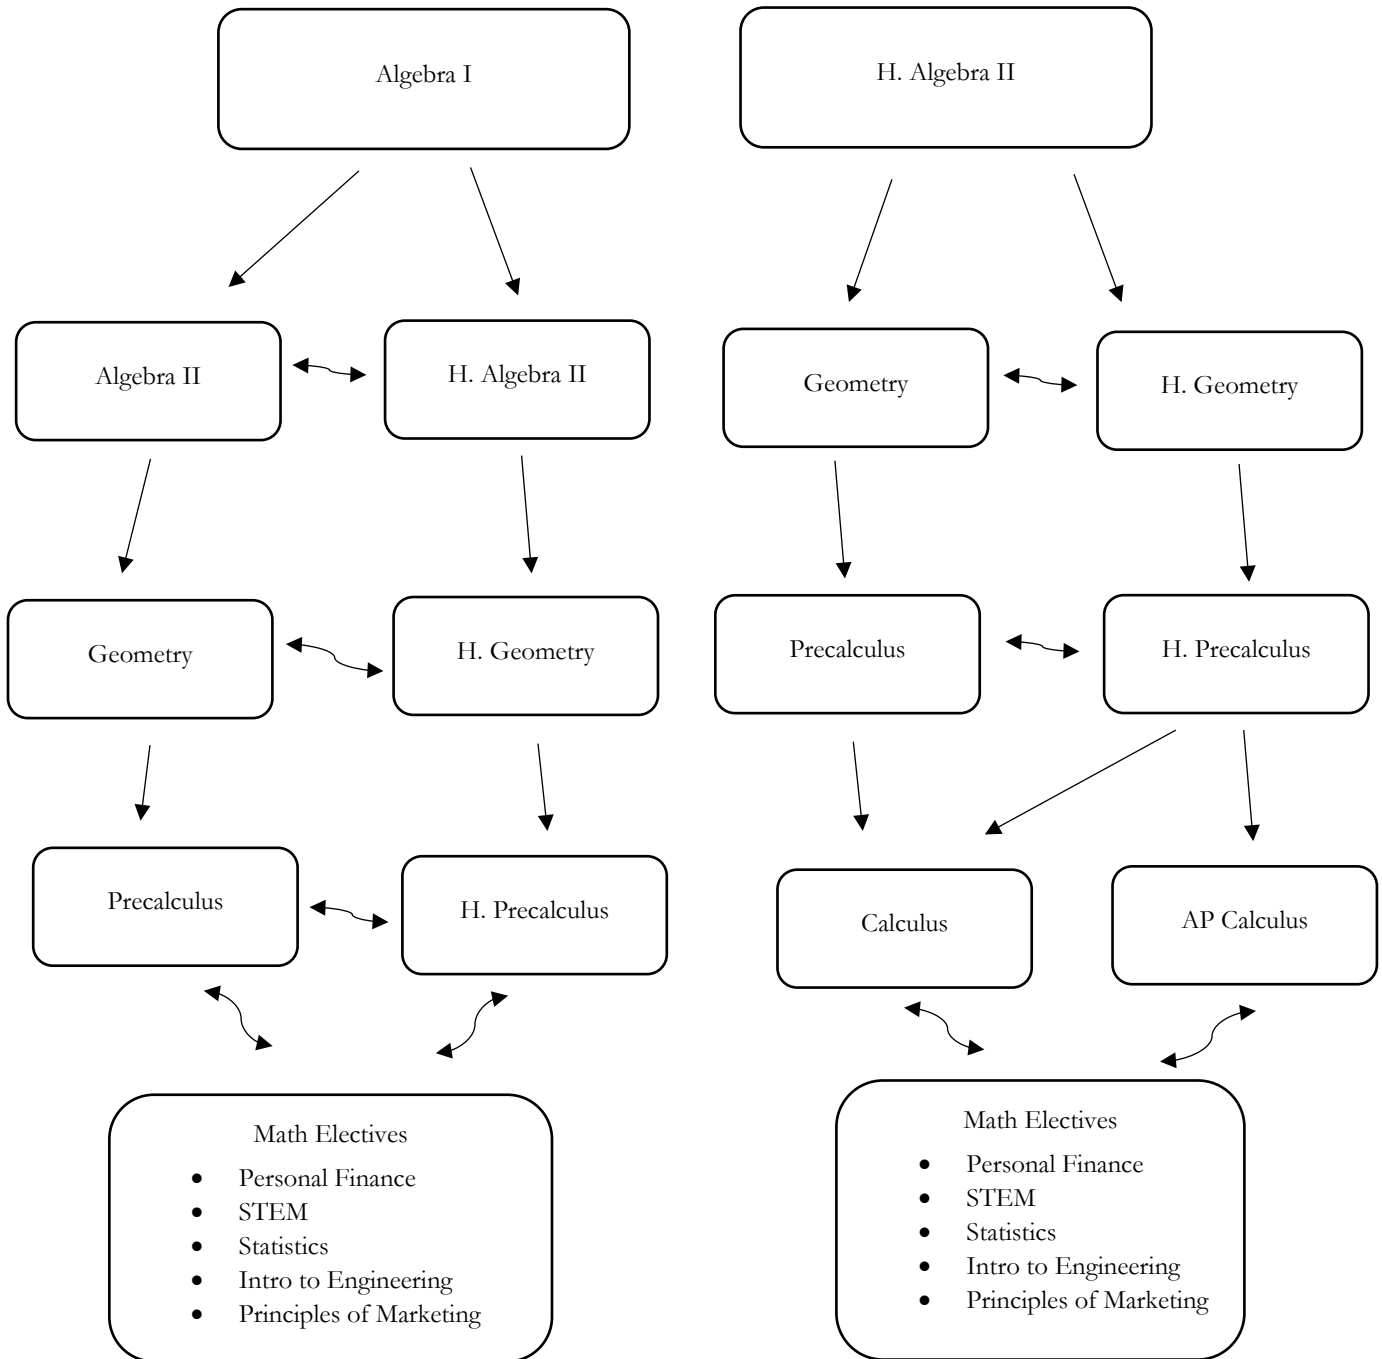 Algebra I
H. Algebra II
Algebra II
H. Algebra II
Geometry
H. Geometry
Geometry
H. Geometry
Precalculus
H. Precalculus
Precalculus
H. Precalculus
Calculus
AP Calculus
Math Electives
• Personal Finance
• STEM
• Statistics
• Intro to Engineering
• Principles of Marketing
Math Electives
• Personal Finance
• STEM
• Statistics
• Intro to Engineering
• Principles of Marketing